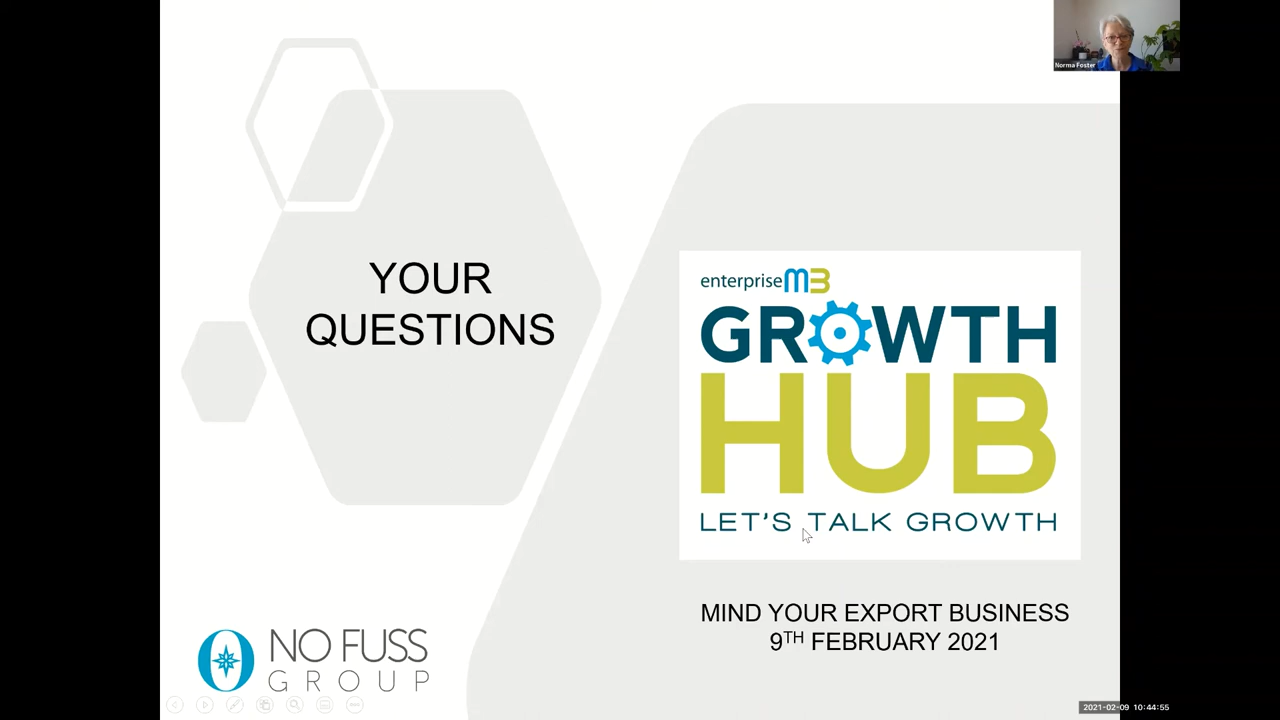 Norma Foster
YOUR
QUESTIONS
enterpriseM3
GROWTH
HUB
LET'S TALK GROWTH
MIND YOUR EXPORT BUSINESS
9TH FEBRUARY 2021
NO FUSS
GROUP
2021-02-09 10:44:55